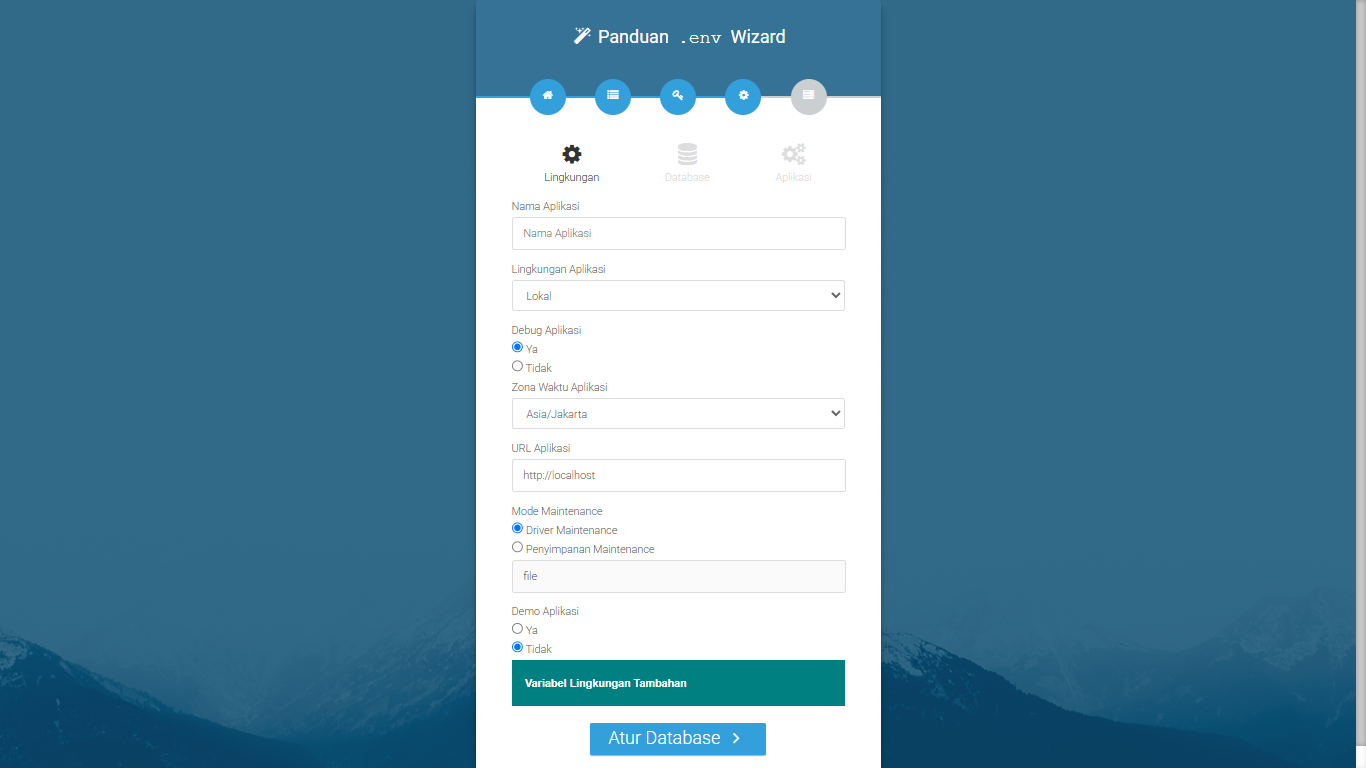 Panduan .env Wizard
Lingkungan Database Aplikasi
Nama Aplikasi
Nama Aplikasi
Lingkungan Aplikasi
Lokal
Debug Aplikasi
Ya
Tidak
Zona Waktu Aplikasi
Asia/Jakarta
URL Aplikasi
http://localhost
Mode Maintenance
Driver Maintenance
Penyimpanan Maintenance
file
Demo Aplikasi
Ya
Tidak
Variabel Lingkungan Tambahan
Atur Database